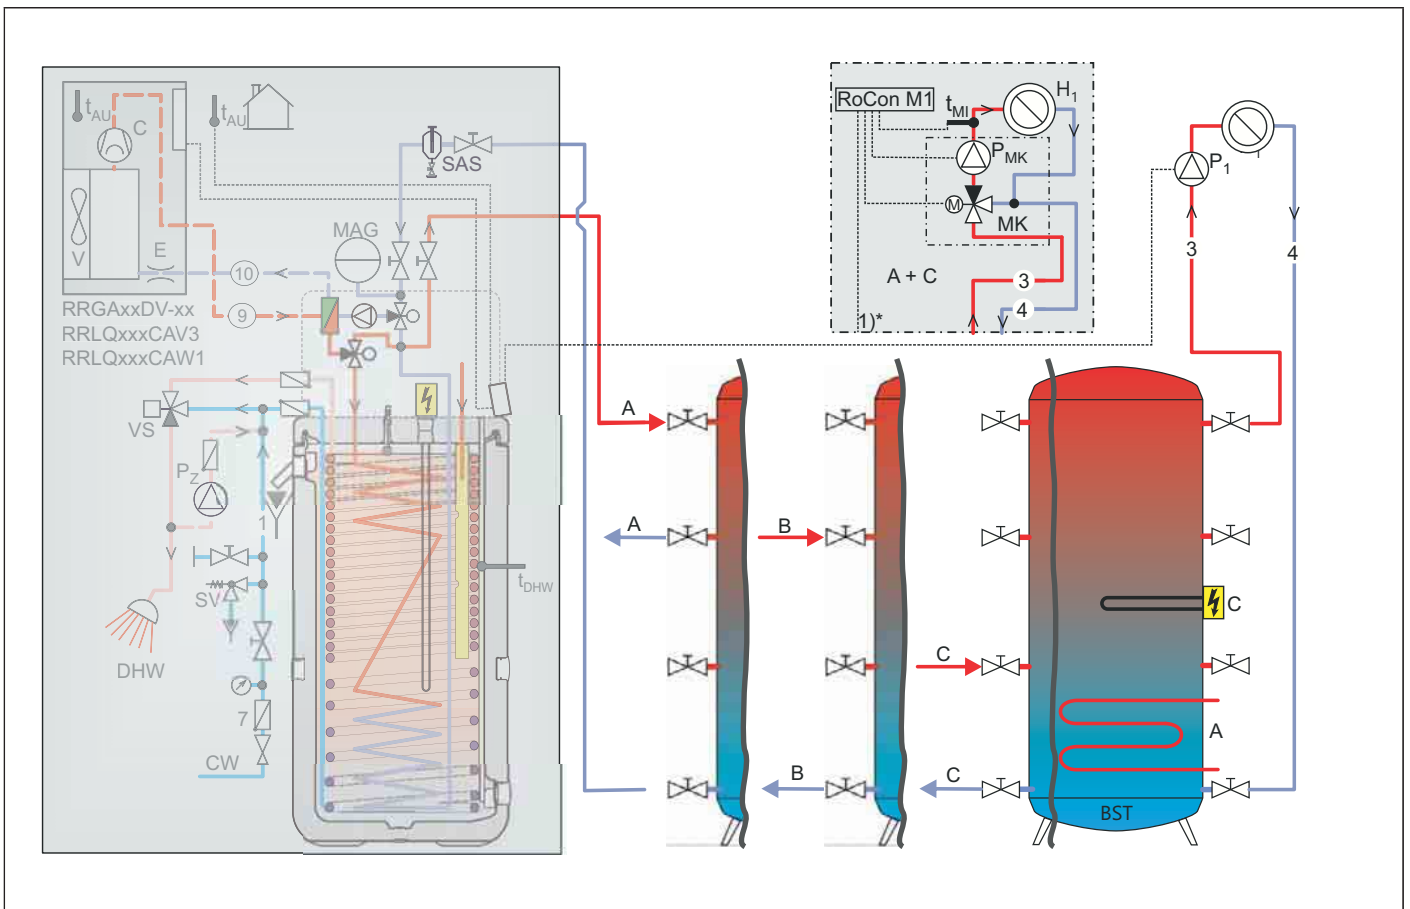 t_AU
t_AU
C
V
E
10
9
RRGAxxDV-xx
RRLQxxxCAV3
RRLQxxxCAW1
SAS
MAG
VS
P_Z
1
SV
DHW
7
CW
t_DHW
RoCon M1
t_MI
H_1
P_MK
M
MK
A + C
3
4
1)*
P_1
3
4
A
A
B
B
C
C
C
A
BST